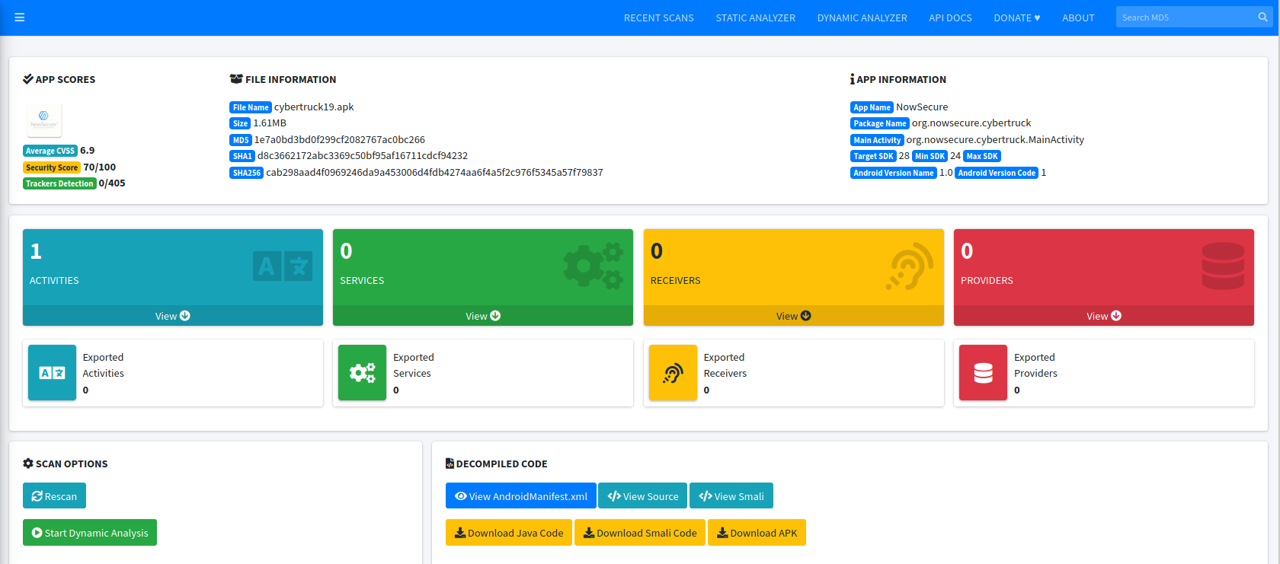 RECENT SCANS STATIC ANALYZER DYNAMIC ANALYZER API DOCS DONATE ♥ ABOUT Search MD5
APP SCORES
NowSecure
Average CVSS 6.9
Security Score 70/100
Trackers Detection 0/405
FILE INFORMATION
File Name cybertruck19.apk
Size 1.61MB
MD5 1e7a0bd3bd0f299cf2082767ac0bc266
SHA1 d8c3662172abc3369c50bf95af16711cdcf94232
SHA256 cab298aad4f0969246da9a453006d4fdb4274aa6f4a5f2c976f5345a57f79837
APP INFORMATION
App Name NowSecure
Package Name org.nowsecure.cybertruck
Main Activity org.nowsecure.cybertruck.MainActivity
Target SDK 28 Min SDK 24 Max SDK
Android Version Name 1.0 Android Version Code 1
1
ACTIVITIES
View
0
SERVICES
View
0
RECEIVERS
View
0
PROVIDERS
View
Exported
Activities
0
Exported
Services
0
Exported
Receivers
0
Exported
Providers
0
SCAN OPTIONS
Rescan
Start Dynamic Analysis
DECOMPILED CODE
View AndroidManifest.xml View Source View Smali
Download Java Code Download Smali Code Download APK